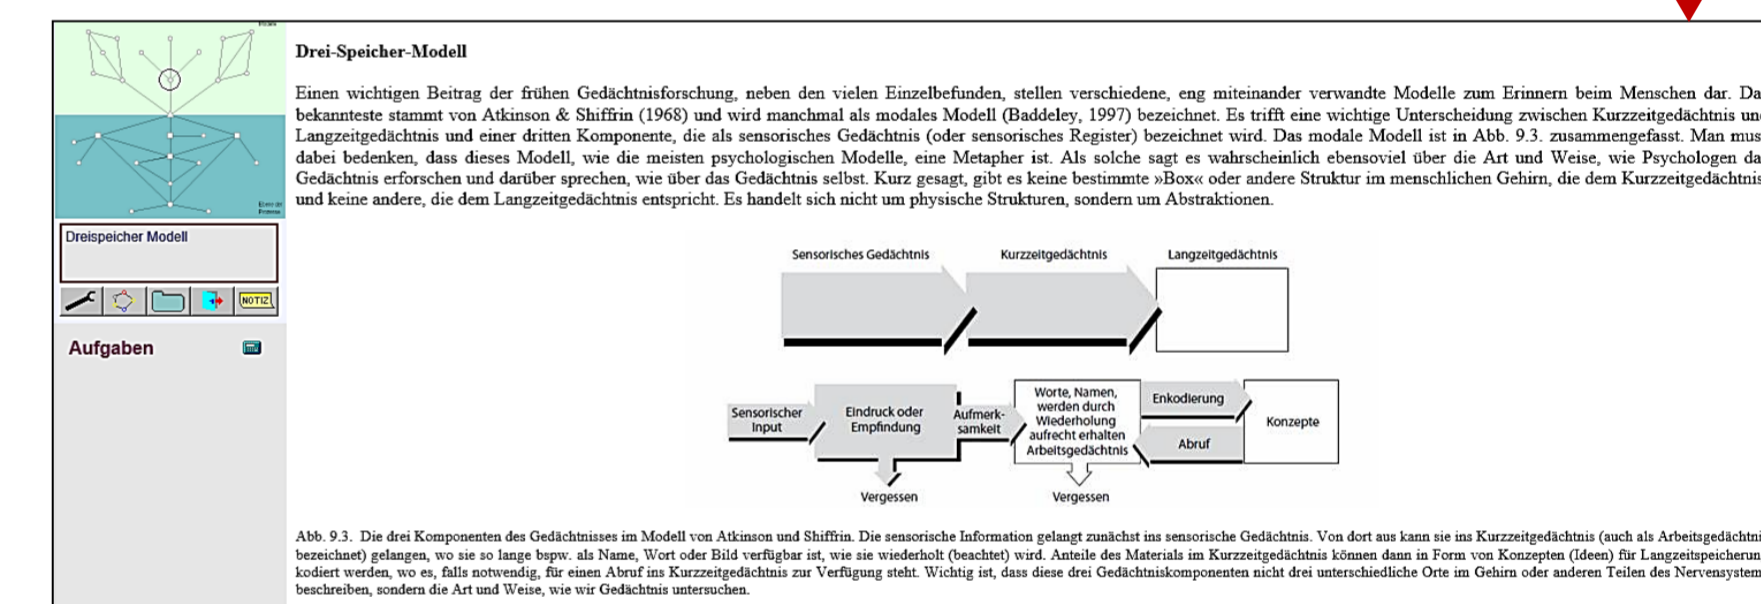 Drei-Speicher-Modell
Einen wichtigen Beitrag der frühen Gedächtnisforschung, neben den vielen Einzelbefunden, stellen verschiedene, eng miteinander verwandte Modelle zum Erinnern beim Menschen dar. Da
bekannteste stammt von Atkinson & Shiffrin (1968) und wird manchmal als modales Modell (Baddeley, 1997) bezeichnet. Es trifft eine wichtige Unterscheidung zwischen Kurzzeitgedächtnis un
Langzeitgedächtnis und einer dritten Komponente, die als sensorisches Gedächtnis (oder sensorisches Register) bezeichnet wird. Das modale Modell ist in Abb. 9.3. zusammengefasst. Man mus
dabei bedenken, dass dieses Modell, wie die meisten psychologischen Modelle, eine Metapher ist. Als solche sagt es wahrscheinlich ebensoviel über die Art und Weise, wie Psychologen da
Gedächtnis erforschen und darüber sprechen, wie über das Gedächtnis selbst. Kurz gesagt, gibt es keine bestimmte »Box« oder andere Struktur im menschlichen Gehirn, die dem Kurzzeitgedächtnis
und keine andere, die dem Langzeitgedächtnis entspricht. Es handelt sich nicht um physische Strukturen, sondern um Abstraktionen.
Dreispeicher Modell
NOTIZ
Aufgaben
Sensorisches Gedächtnis
Kurzzeitgedächtnis
Langzeitgedächtnis
Sensorischer
Input
Eindruck oder
Empfindung
Aufmerk-
samkeit
Worte, Namen,
werden durch
Wiederholung
aufrecht erhalten
Arbeitsgedächtnis
Enkodierung
Abruf
Konzepte
Vergessen
Vergessen
Abb. 9.3. Die drei Komponenten des Gedächtnisses im Modell von Atkinson und Shiffrin. Die sensorische Information gelangt zunächst ins sensorische Gedächtnis. Von dort aus kann sie ins Kurzzeitgedächtnis (auch als Arbeitsgedächtni
bezeichnet) gelangen, wo sie so lange bspw. als Name, Wort oder Bild verfügbar ist, wie sie wiederholt (beachtet) wird. Anteile des Materials im Kurzzeitgedächtnis können dann in Form von Konzepten (Ideen) für Langzeitspeicherun
kodiert werden, wo es, falls notwendig, für einen Abruf ins Kurzzeitgedächtnis zur Verfügung steht. Wichtig ist, dass diese drei Gedächtniskomponenten nicht drei unterschiedliche Orte im Gehirn oder anderen Teilen des Nervensystem
beschreiben, sondern die Art und Weise, wie wir Gedächtnis untersuchen.